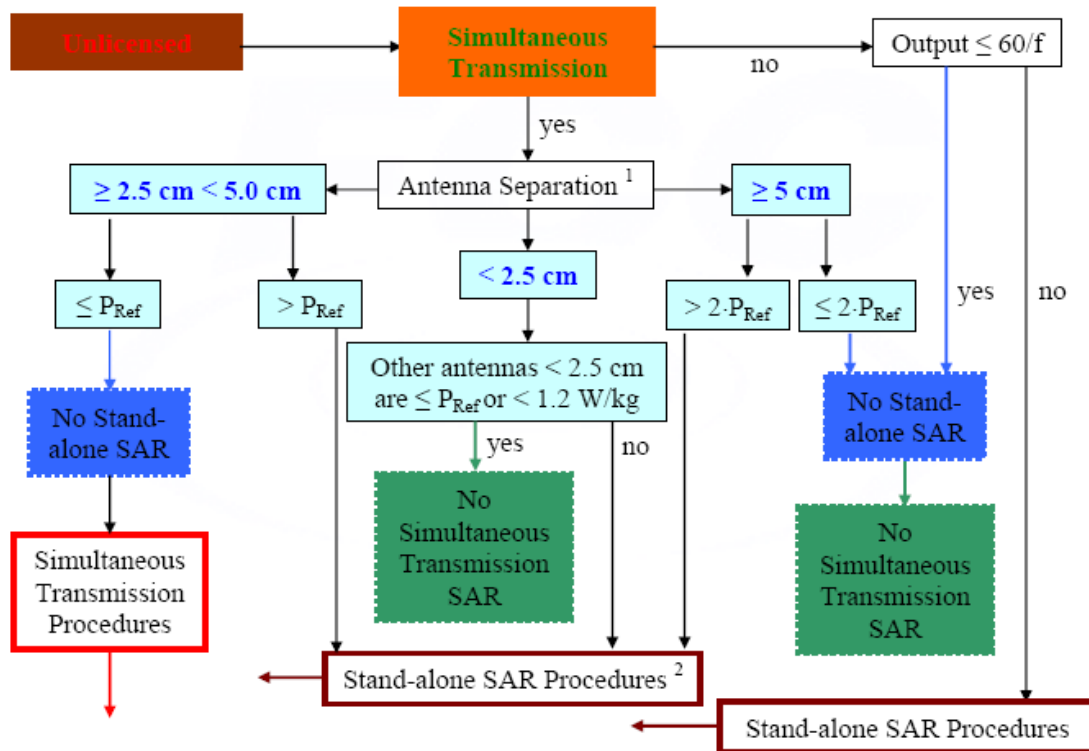 Unlicensed
Simultaneous
Transmission
no
Output ≤ 60/f
yes
≥ 2.5 cm < 5.0 cm
Antenna Separation 1
≥ 5 cm
< 2.5 cm
yes
no
≤ PRef
> PRef
> 2·PRef
≤ 2·PRef
Other antennas < 2.5 cm
are ≤ PRef or < 1.2 W/kg
No Stand-
alone SAR
yes
no
No Stand-
alone SAR
No
Simultaneous
Transmission
SAR
No
Simultaneous
Transmission
SAR
Simultaneous
Transmission
Procedures
Stand-alone SAR Procedures 2
Stand-alone SAR Procedures